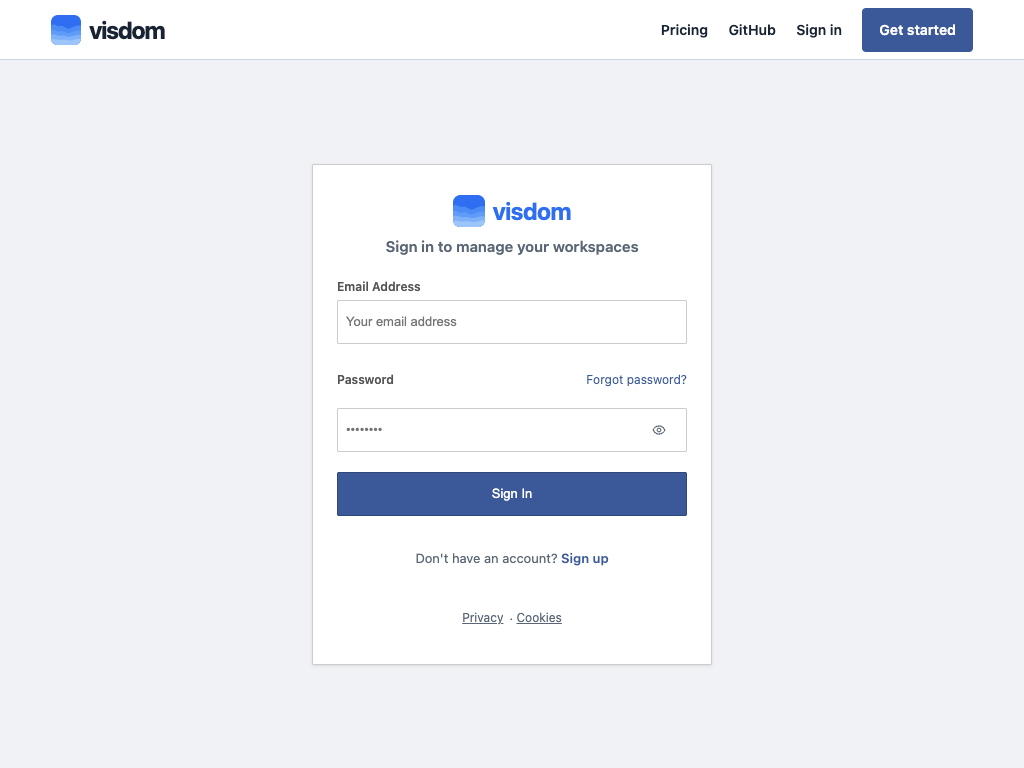 visdom
Pricing GitHub Sign in Get started
visdom
Sign in to manage your workspaces
Email Address
Your email address
Password Forgot password?
••••••••
Sign In
Don't have an account? Sign up
Privacy · Cookies